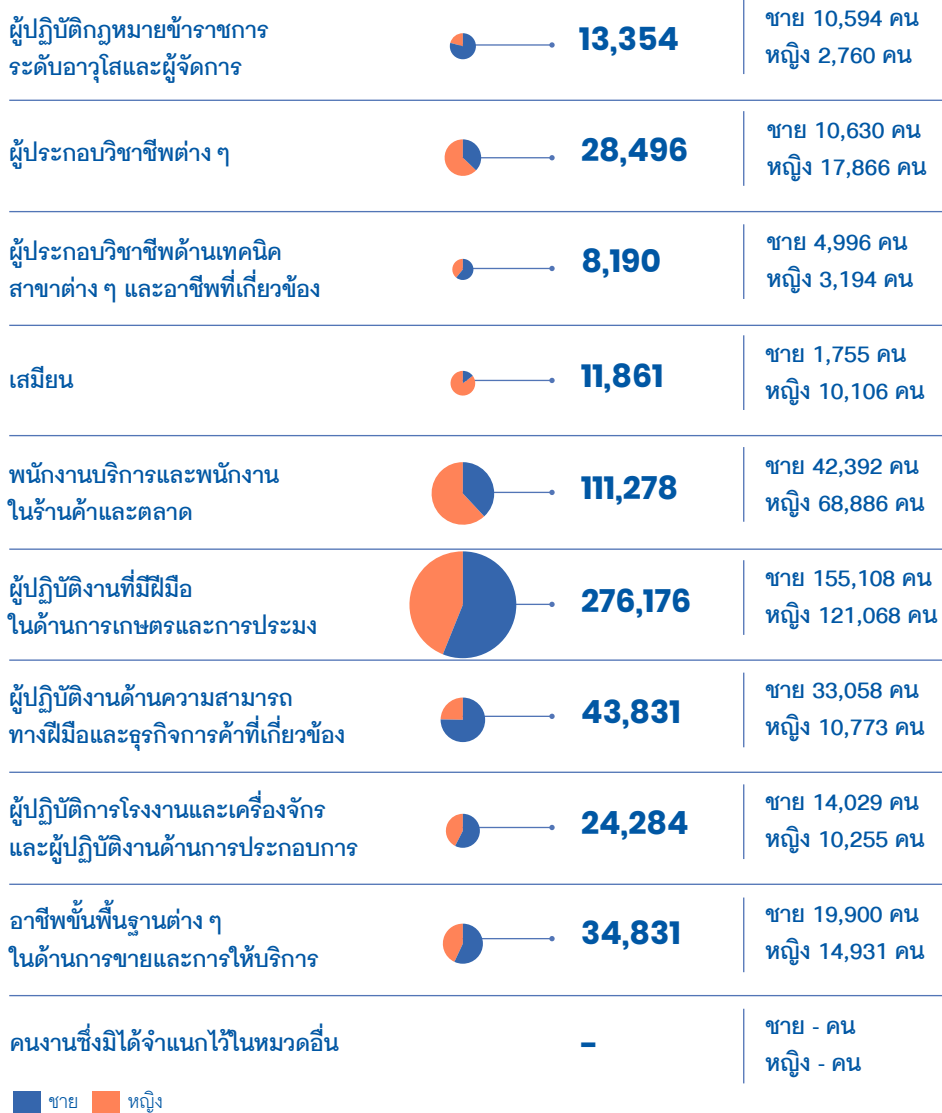 ผู้ปฏิบัติกฎหมายข้าราชการ
ระดับอาวุโสและผู้จัดการ
13,354
ชาย 10,594 คน
หญิง 2,760 คน
ผู้ประกอบวิชาชีพต่าง ๆ
28,496
ชาย 10,630 คน
หญิง 17,866 คน
ผู้ประกอบวิชาชีพด้านเทคนิค
สาขาต่าง ๆ และอาชีพที่เกี่ยวข้อง
8,190
ชาย 4,996 คน
หญิง 3,194 คน
เสมียน
11,861
ชาย 1,755 คน
หญิง 10,106 คน
พนักงานบริการและพนักงาน
ในร้านค้าและตลาด
111,278
ชาย 42,392 คน
หญิง 68,886 คน
ผู้ปฏิบัติงานที่มีฝีมือ
ในด้านการเกษตรและการประมง
276,176
ชาย 155,108 คน
หญิง 121,068 คน
ผู้ปฏิบัติงานด้านความสามารถ
ทางฝีมือและธุรกิจการค้าที่เกี่ยวข้อง
43,831
ชาย 33,058 คน
หญิง 10,773 คน
ผู้ปฏิบัติการโรงงานและเครื่องจักร
และผู้ปฏิบัติงานด้านการประกอบการ
24,284
ชาย 14,029 คน
หญิง 10,255 คน
อาชีพขั้นพื้นฐานต่าง ๆ
ในด้านการขายและการให้บริการ
34,831
ชาย 19,900 คน
หญิง 14,931 คน
คนงานซึ่งมิได้จำแนกไว้ในหมวดอื่น
-
ชาย - คน
หญิง - คน
ชาย หญิง